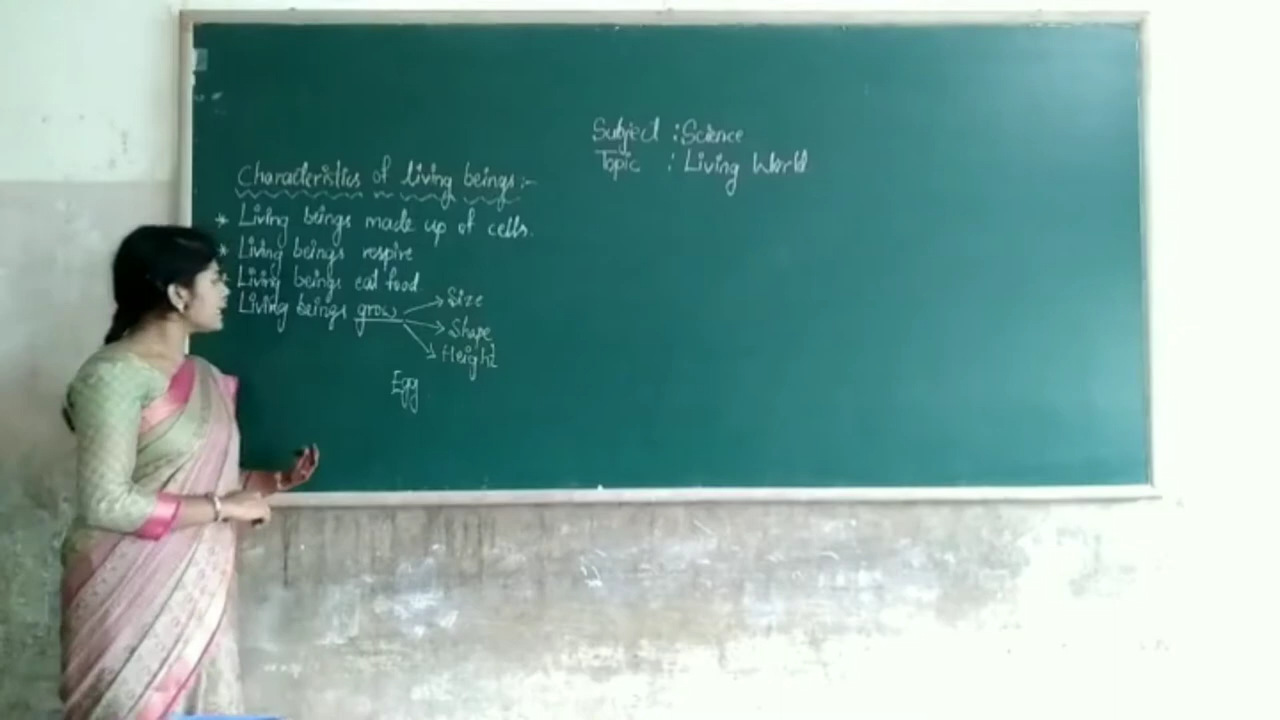 Subject : Science
Topic : Living World
Characteristics of living beings :-
* Living beings made up of cells.
* Living beings respire
* Living beings eat food
Living beings grow
Size
Shape
Height
Egg